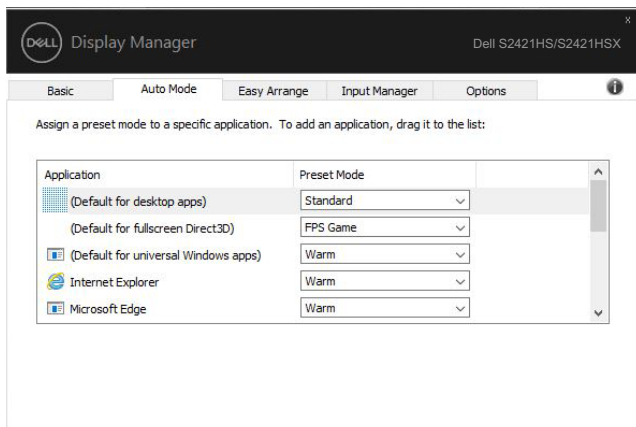 DELL Display Manager Dell S2421HS/S2421HSX
x
Basic Auto Mode Easy Arrange Input Manager Options i
Assign a preset mode to a specific application. To add an application, drag it to the list:
Application Preset Mode
(Default for desktop apps) Standard
(Default for fullscreen Direct3D) FPS Game
(Default for universal Windows apps) Warm
Internet Explorer Warm
Microsoft Edge Warm